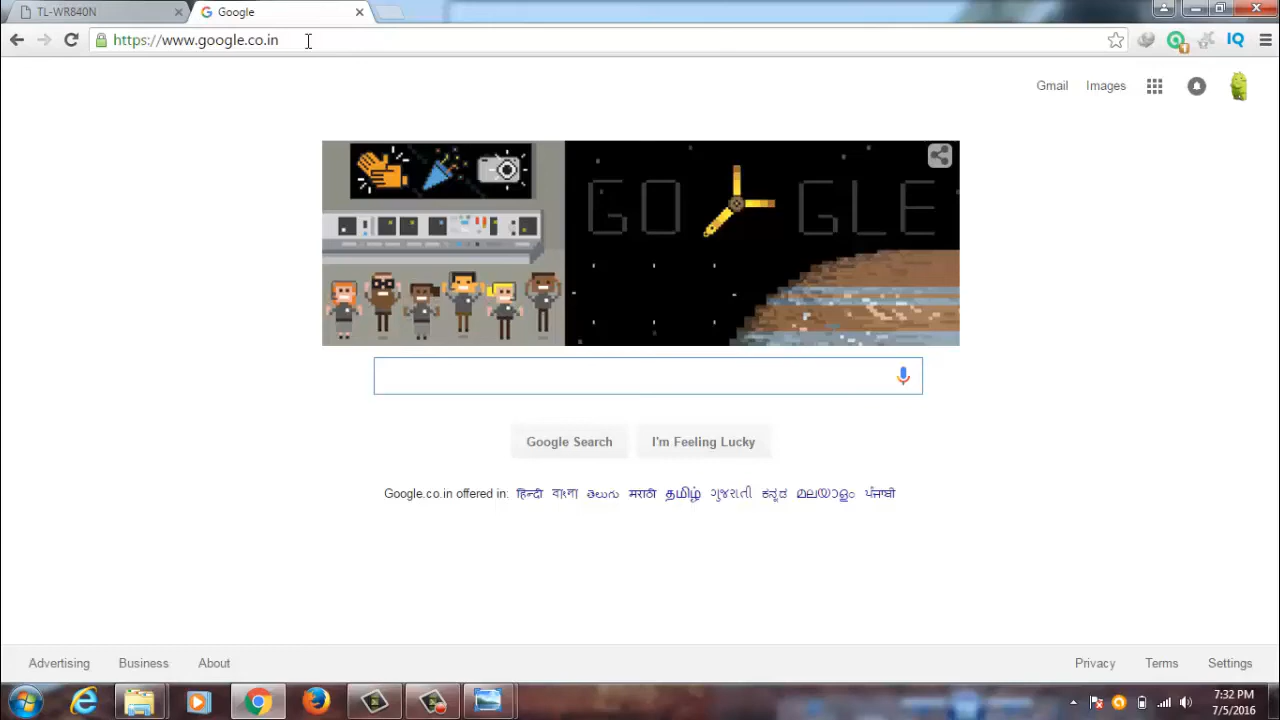 TL-WR840N
Google
https://www.google.co.in
IQ
Gmail Images
GO GLE
Google Search I'm Feeling Lucky
Google.co.in offered in: हिन्दी বাংলা తెలుగు मराठी தமிழ் ગુજરાતી ಕನ್ನಡ മലയാളം ਪੰਜਾਬੀ
Advertising Business About Privacy Terms Settings
7:32 PM
7/5/2016